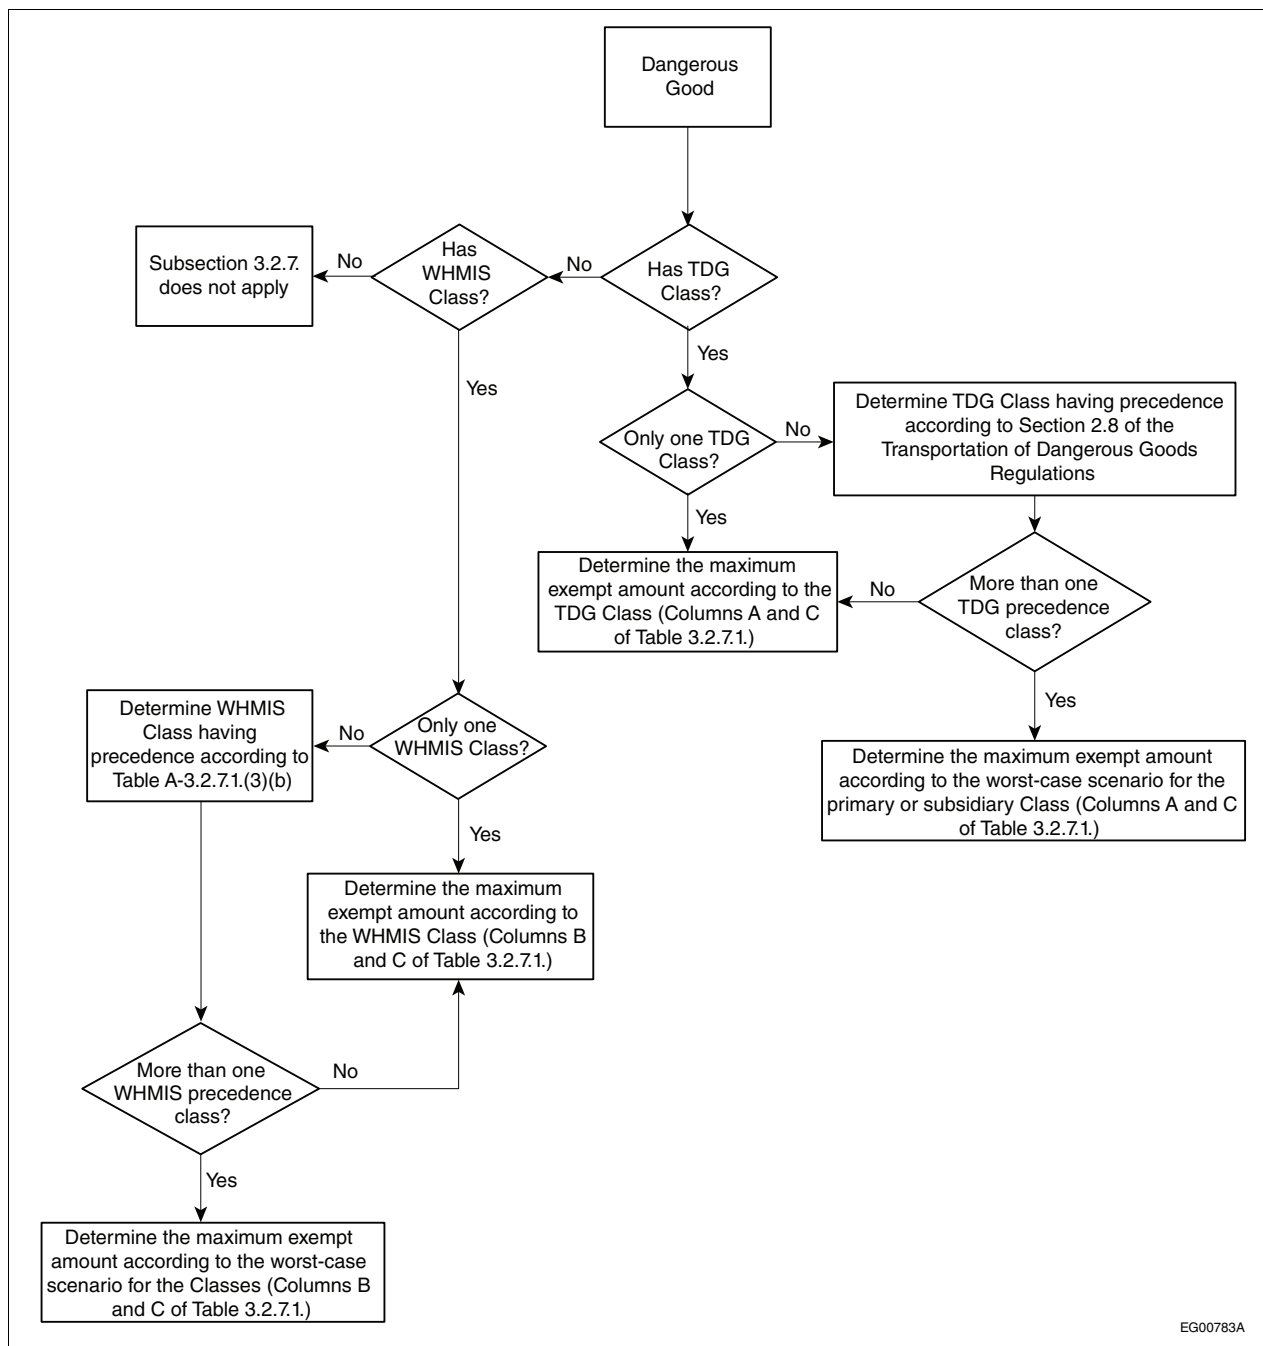 Dangerous
Good
Has TDG
Class?
No
Has
WHMIS
Class?
No
Subsection 3.2.7.
does not apply
Yes
Yes
Only one TDG
Class?
No
Determine TDG Class having precedence
according to Section 2.8 of the
Transportation of Dangerous Goods
Regulations
Yes
Determine the maximum
exempt amount according to the
TDG Class (Columns A and C
of Table 3.2.7.1.)
No
More than one
TDG precedence
class?
Yes
Determine the maximum exempt amount
according to the worst-case scenario for the
primary or subsidiary Class (Columns A and C
of Table 3.2.7.1.)
Only one
WHMIS Class?
No
Determine WHMIS
Class having
precedence according to
Table A-3.2.7.1.(3)(b)
Yes
Determine the maximum
exempt amount according to
the WHMIS Class (Columns B
and C of Table 3.2.7.1.)
More than one
WHMIS precedence
class?
No
Yes
Determine the maximum exempt
amount according to the worst-case
scenario for the Classes (Columns B
and C of Table 3.2.7.1.)
EG00783A